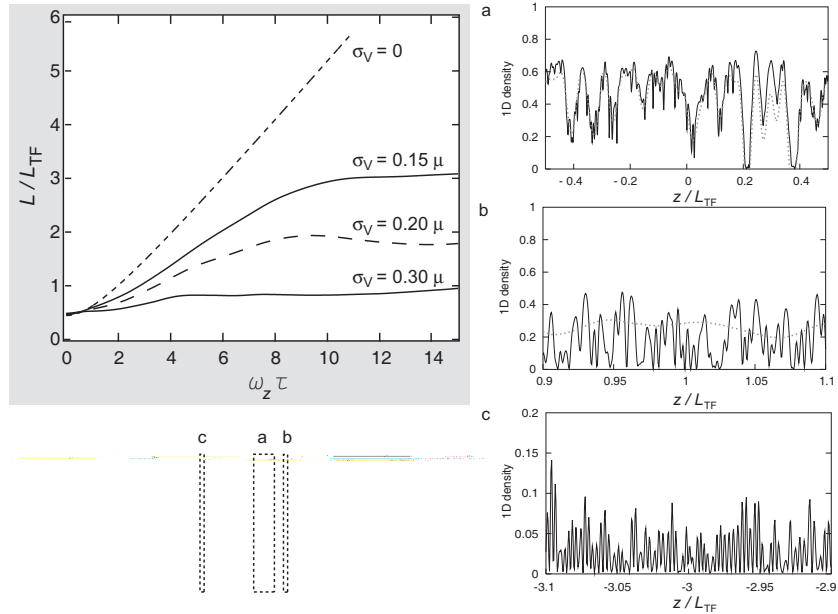 6
5
4
3
2
1
0
L / L_TF
σ_V = 0
σ_V = 0.15 μ
σ_V = 0.20 μ
σ_V = 0.30 μ
0 2 4 6 8 10 12 14
ω_z τ
a
1
0.8
0.6
0.4
0.2
0
1D density
- 0.4 -0.2 0 0.2 0.4
z / L_TF
b
1
0.8
0.6
0.4
0.2
0
1D density
0.9 0.95 1 1.05 1.1
z / L_TF
c a b
c
0.2
0.15
0.1
0.05
0
1D density
-3.1 -3.05 -3 -2.95 -2.9
z / L_TF